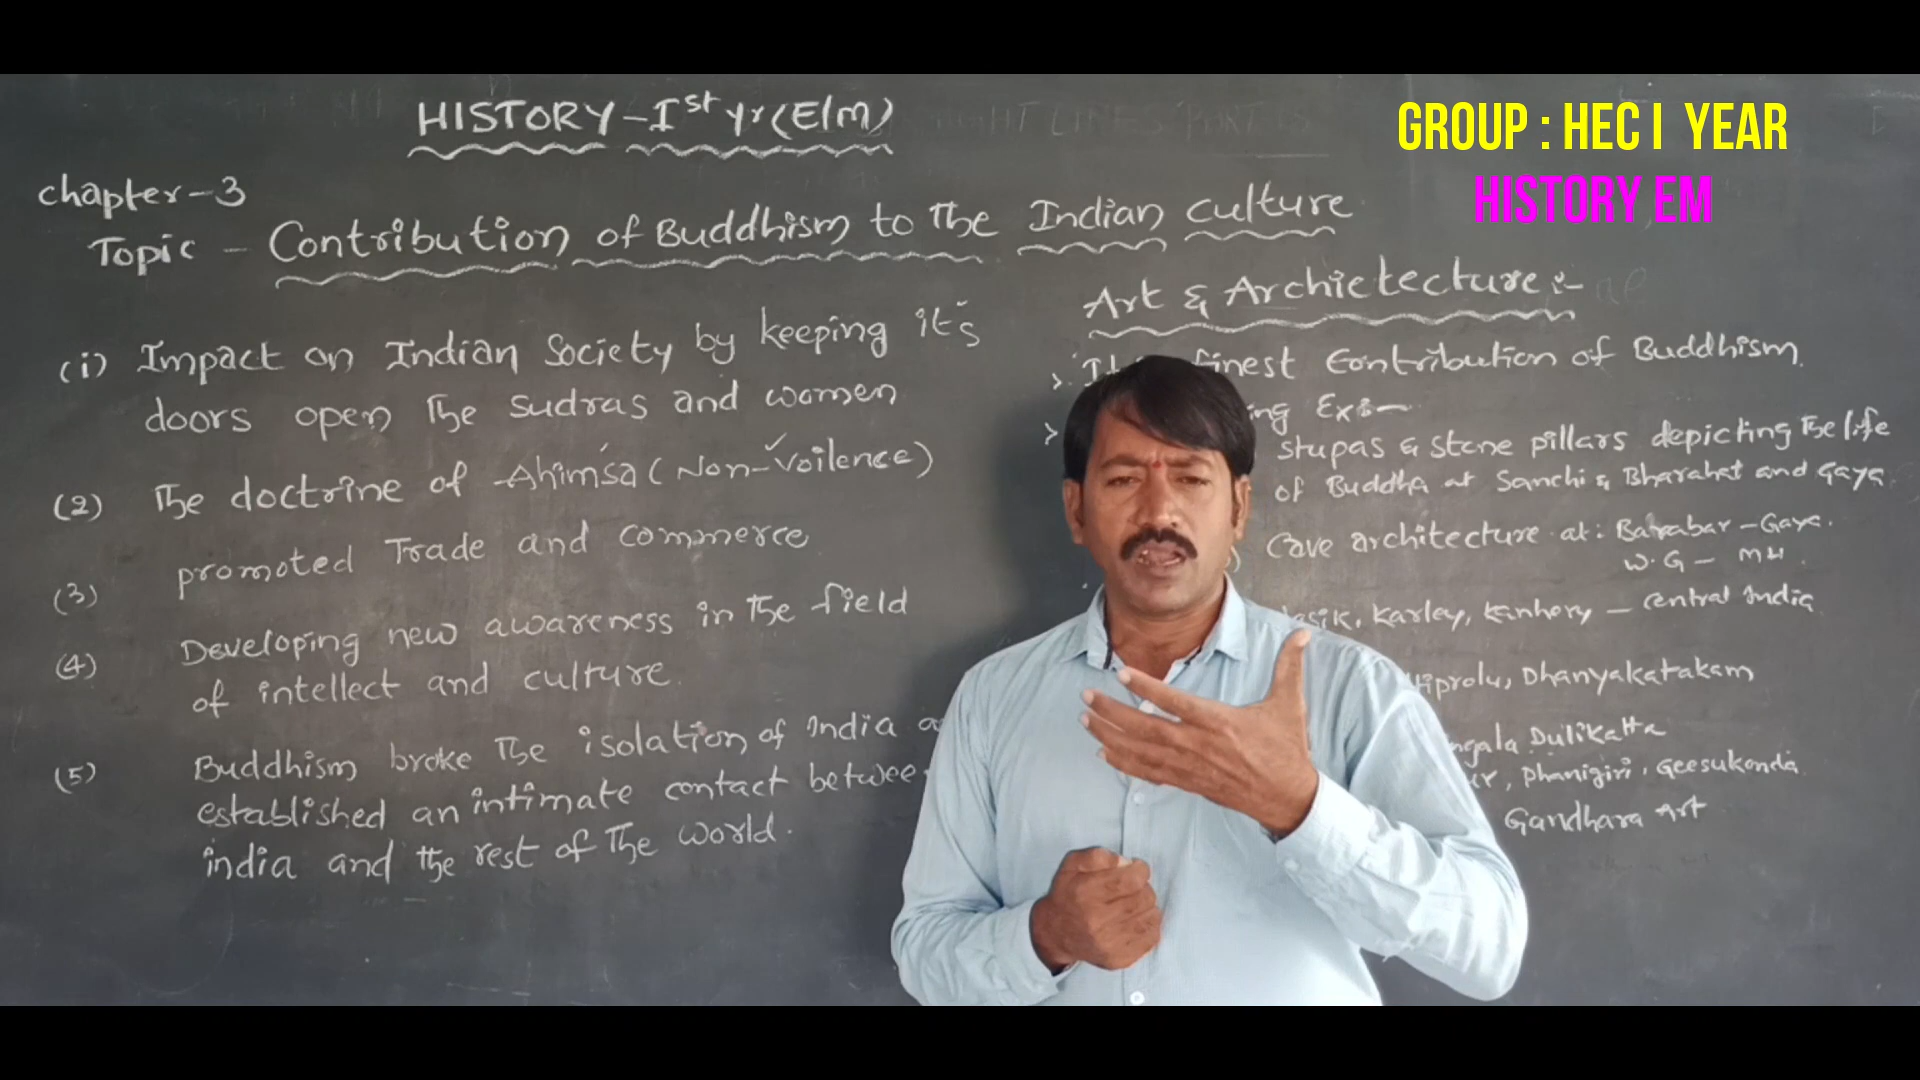 HISTORY-Ist yr(E/M)
GROUP : HEC I YEAR
HISTORY EM
chapter-3
Topic - Contribution of Buddhism to the Indian culture
(i) Impact on Indian Society by keeping it's
doors open the sudras and women
(2) The doctrine of Ahimsa (Non-Voilence)
promoted Trade and commerce
(3)
Developing new awareness in the field
(4)
of intellect and culture.
(5) Buddhism broke the isolation of india
established an intimate contact
india and the rest of the world.
Art & Archietecture:-
finest Contribution of Buddhism
Ex:-
stupas & stone pillars depicting the life
of Buddha at Sanchi & Bharahat and Gaya
Cave architecture at: Barabar-Gaya.
W.G - MH.
Karley, Kanhery - central India
Dhanyakatakam
Dulikatta
Phanigiri, Geesukonda
Gandhara Art